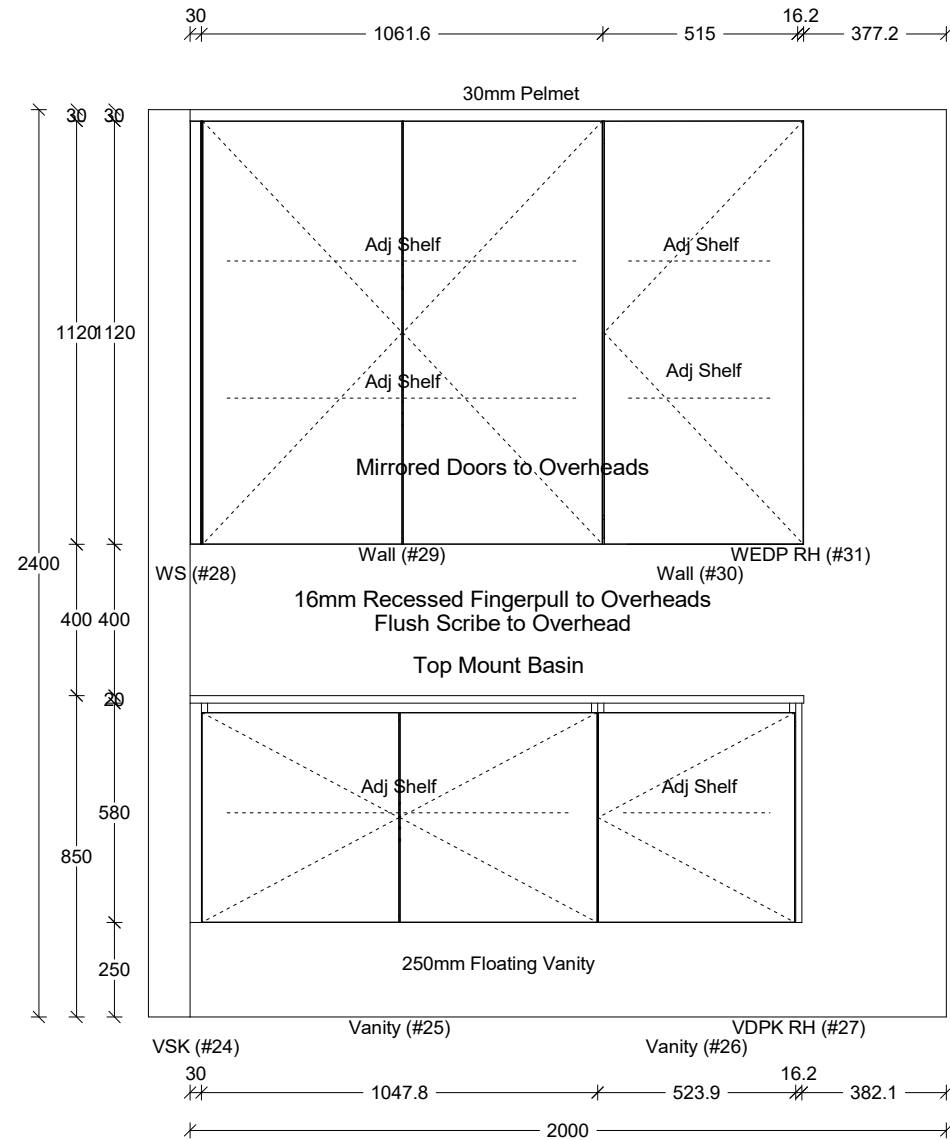 30 1061.6 515 16.2 377.2
30mm Pelmet
30 30
Adj Shelf Adj Shelf
1120 1120
Adj Shelf Adj Shelf
Mirrored Doors to Overheads
2400
Wall (#29) WEDP RH (#31)
WS (#28) Wall (#30)
400 400
16mm Recessed Fingerpull to Overheads
Flush Scribe to Overhead
Top Mount Basin
20
Adj Shelf Adj Shelf
580
850
250
250mm Floating Vanity
Vanity (#25) VDPK RH (#27)
VSK (#24) Vanity (#26)
30 1047.8 523.9 16.2 382.1
2000